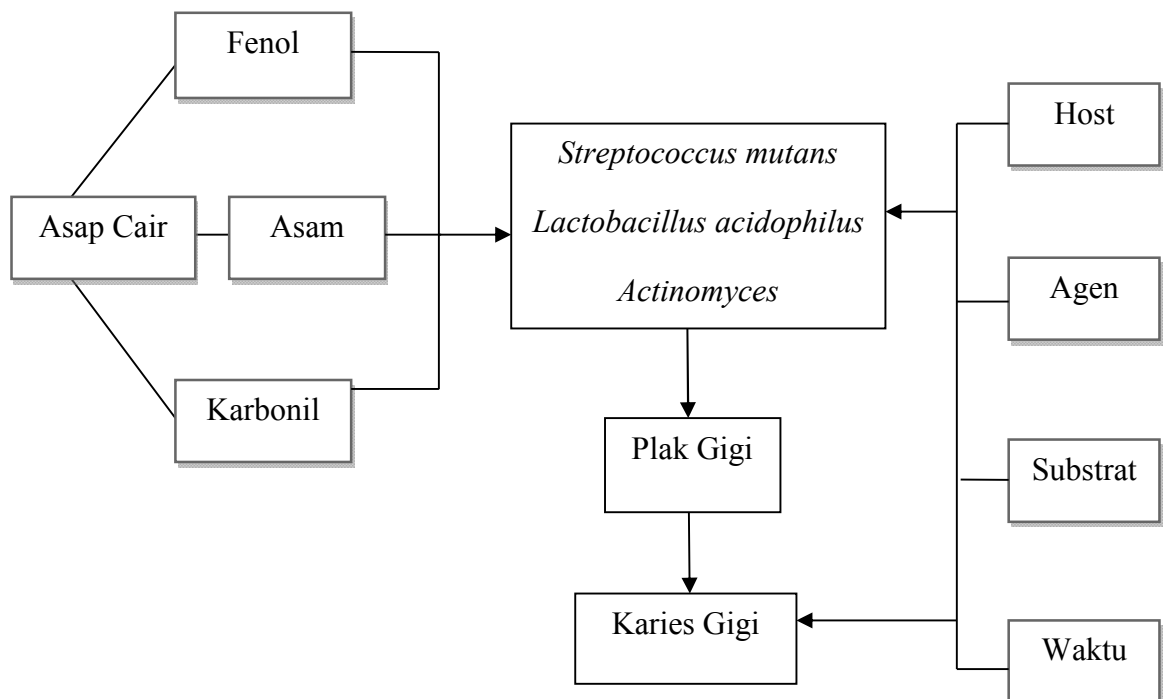 Fenol
Asap Cair
Asam
Karbonil
Streptococcus mutans
Lactobacillus acidophilus
Actinomyces
Plak Gigi
Karies Gigi
Host
Agen
Substrat
Waktu